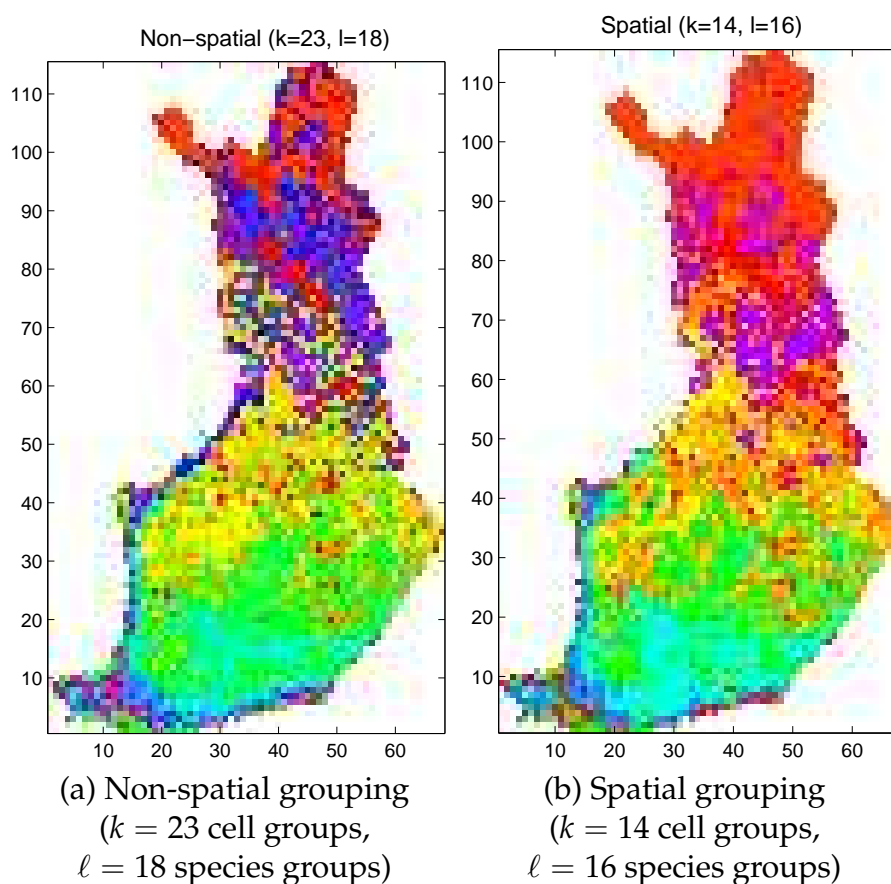 Non−spatial (k=23, l=18)
110
100
90
80
70
60
50
40
30
20
10
10 20 30 40 50 60
(a) Non-spatial grouping
(k = 23 cell groups,
ℓ = 18 species groups)
Spatial (k=14, l=16)
110
100
90
80
70
60
50
40
30
20
10
10 20 30 40 50 60
(b) Spatial grouping
(k = 14 cell groups,
ℓ = 16 species groups)